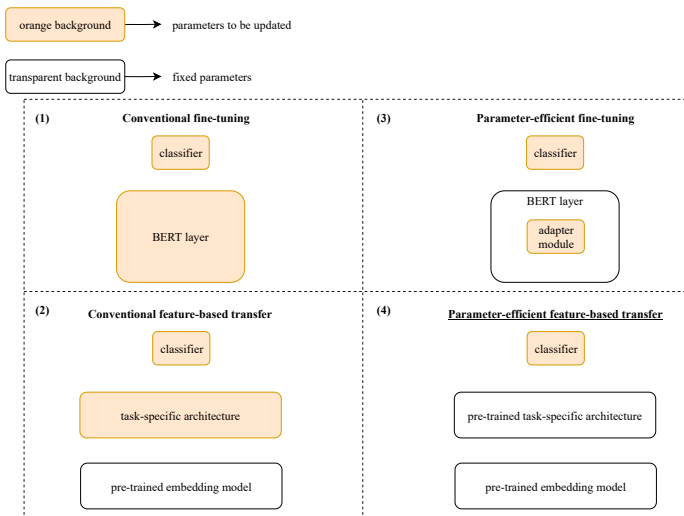 orange background
parameters to be updated
transparent background
fixed parameters
(1)
Conventional fine-tuning
classifier
BERT layer
(3)
Parameter-efficient fine-tuning
classifier
BERT layer
adapter
module
(2)
Conventional feature-based transfer
classifier
task-specific architecture
pre-trained embedding model
(4)
Parameter-efficient feature-based transfer
classifier
pre-trained task-specific architecture
pre-trained embedding model